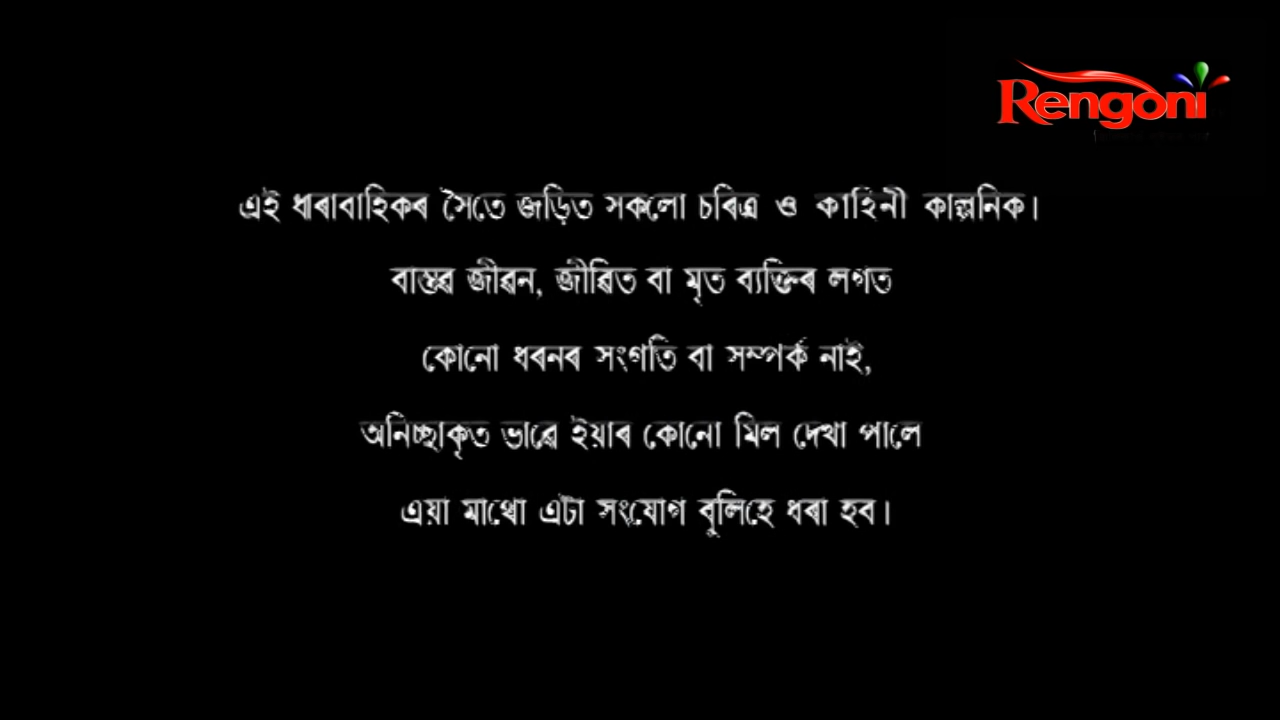 Rengoni
এই ধাৰাবাহিকৰ সৈতে জড়িত সকলো চৰিত্ৰ ও কাহিনী কাল্পনিক।
বাস্তৱ জীৱন, জীৱিত বা মৃত ব্যক্তিৰ লগত
কোনো ধৰনৰ সংগতি বা সম্পৰ্ক নাই,
অনিচ্ছাকৃত ভাৱে ইয়াৰ কোনো মিল দেখা পালে
এয়া মাথো এটা সংযোগ বুলিহে ধৰা হব।